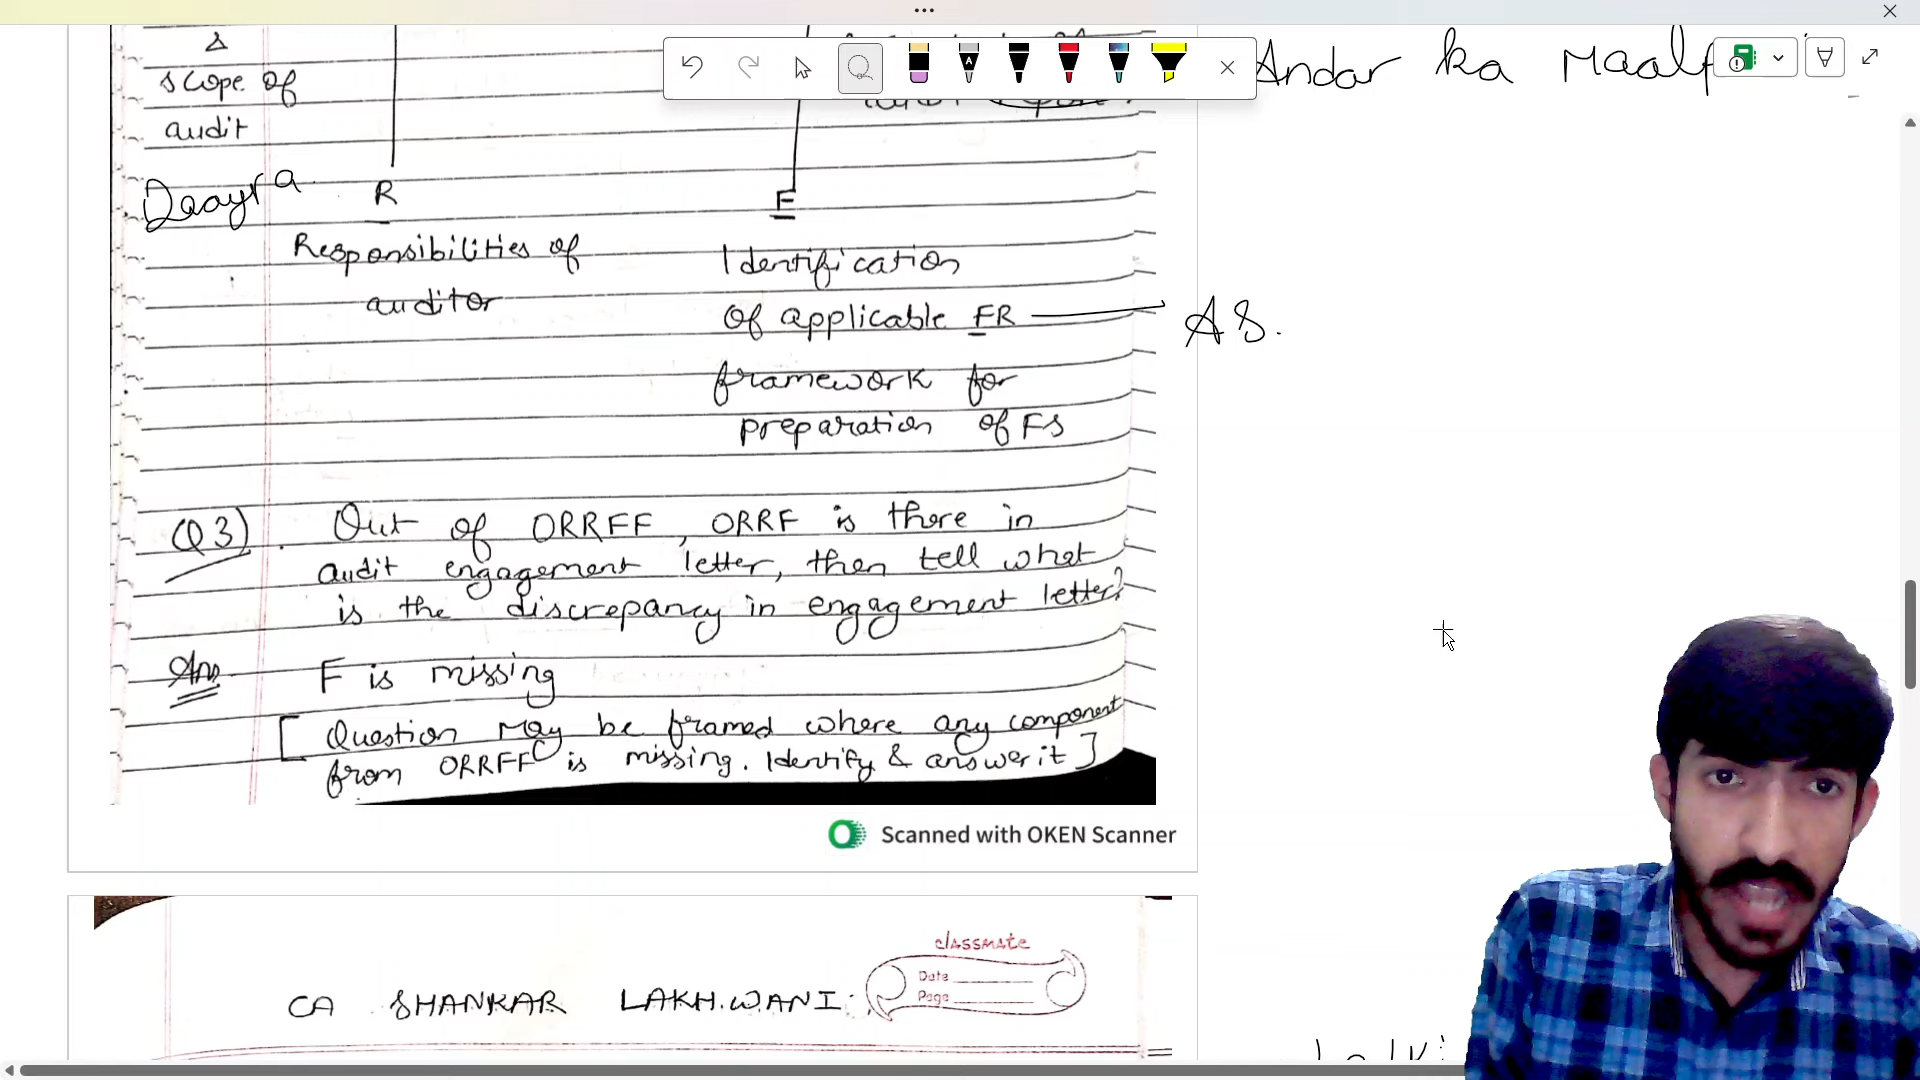 Δ
scope of
audit
Daayra
R
Responsibilities of
auditor
F
Identification
of applicable FR
framework for
preparation of FS
AS.
Andar ka Maal
Q3). Out of ORRFF, ORRF is there in
audit engagement letter, then tell what
is the discrepancy in engagement letter?
Ans F is missing
[Question may be framed where any component
from ORRFF is missing. Identify & answer it]
Scanned with OKEN Scanner
classmate
Date
Page
CA SHANKAR LAKHWANI